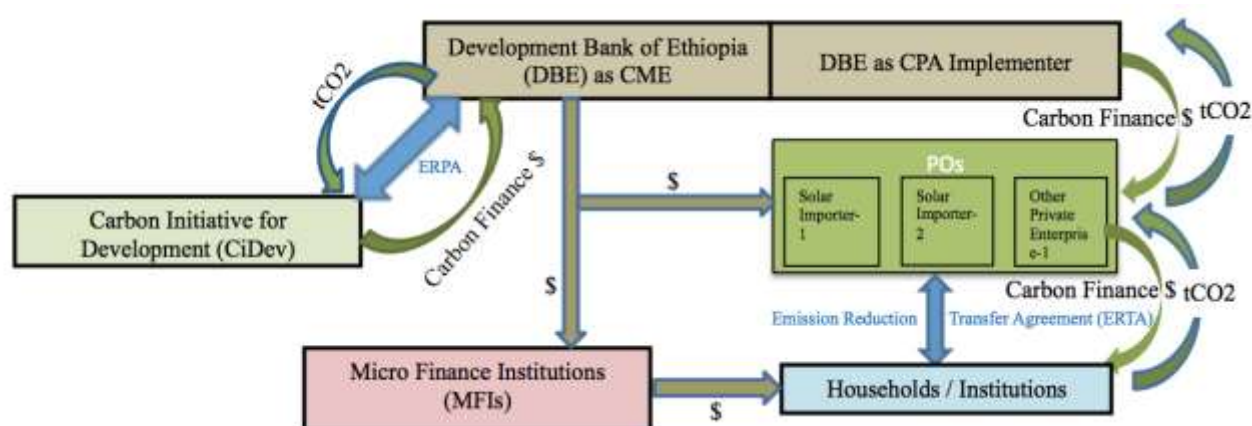 Development Bank of Ethiopia
(DBE) as CME
DBE as CPA Implementer
tCO2
Carbon Finance $
tCO2
ERPA
Carbon Finance $
$
POs
Solar
Importer-
1
Solar
Importer-
2
Other
Private
Enterpris
e-1
Carbon Initiative for
Development (CiDev)
$
Carbon Finance $
tCO2
Emission Reduction
Transfer Agreement (ERTA)
Micro Finance Institutions
(MFIs)
$
Households / Institutions